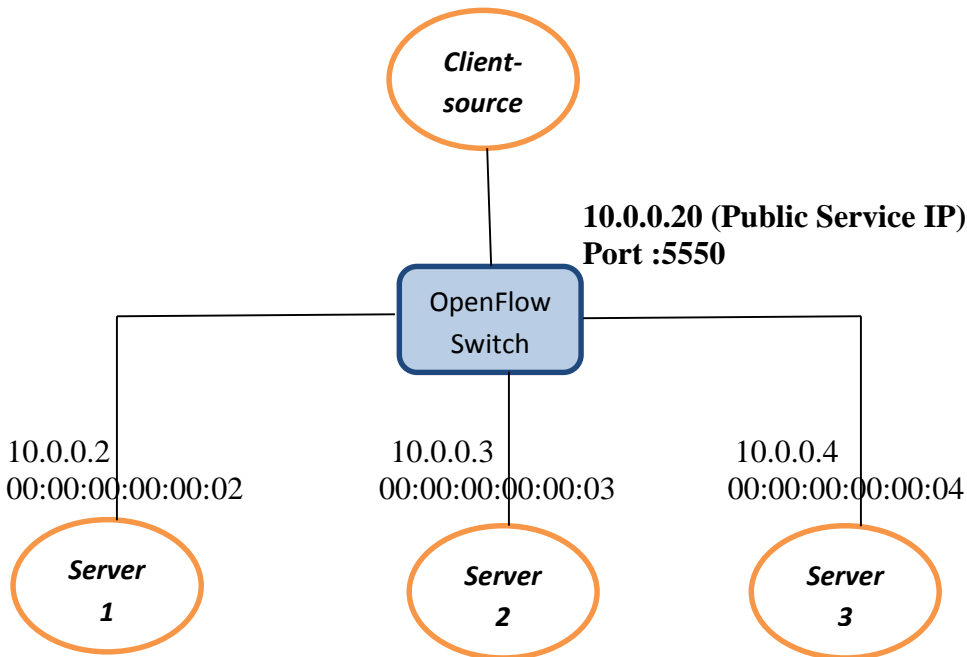 Client-
source
10.0.0.20 (Public Service IP)
Port :5550
OpenFlow
Switch
10.0.0.2
00:00:00:00:00:02
10.0.0.3
00:00:00:00:00:03
10.0.0.4
00:00:00:00:00:04
Server
1
Server
2
Server
3